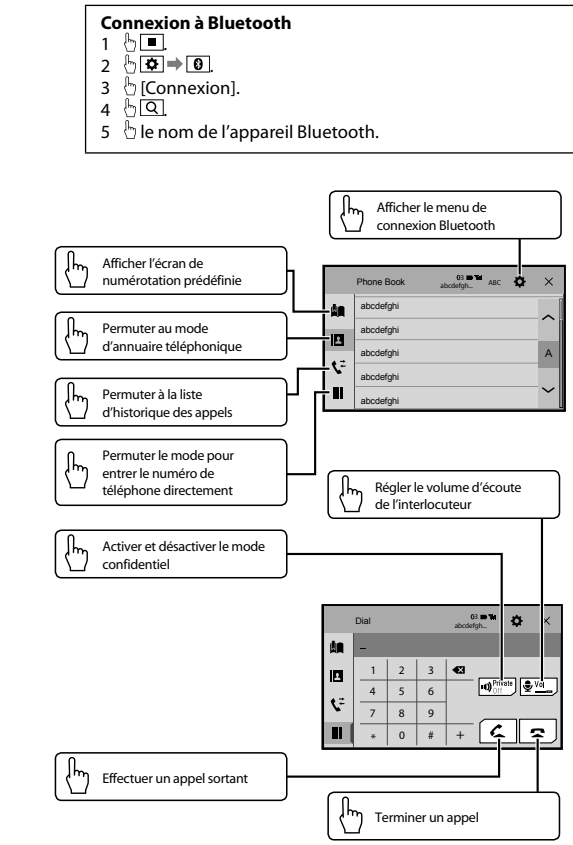 Connexion à Bluetooth
1 .
2 .
3 [Connexion].
4 .
5 le nom de l'appareil Bluetooth.
Afficher le menu de
connexion Bluetooth
Afficher l'écran de
numérotation prédéfinie
Permuter au mode
d'annuaire téléphonique
Permuter à la liste
d'historique des appels
Permuter le mode pour
entrer le numéro de
téléphone directement
Phone Book
03
abcdefgh...
ABC
×
abcdefghi
abcdefghi
abcdefghi
abcdefghi
abcdefghi
A
Régler le volume d'écoute
de l'interlocuteur
Activer et désactiver le mode
confidentiel
Dial
03
abcdefgh...
×
–
1 2 3
4 5 6
7 8 9
* 0 # +
Private
Off
Vol
Effectuer un appel sortant
Terminer un appel